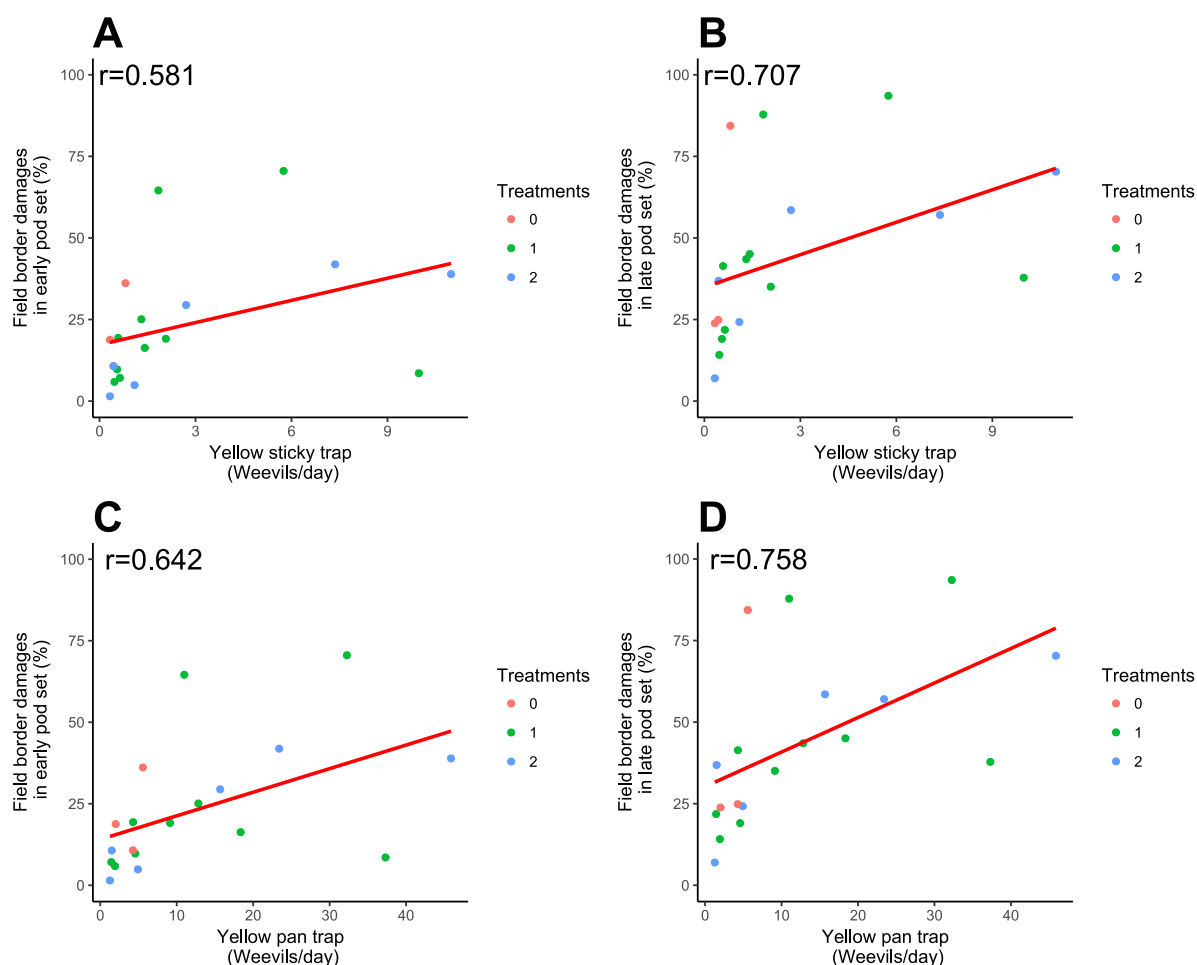 A
r=0.581
100
75
50
25
0
Field border damages
in early pod set (%)
0 3 6 9
Yellow sticky trap
(Weevils/day)
Treatments
0
1
2
B
r=0.707
100
75
50
25
0
Field border damages
in late pod set (%)
0 3 6 9
Yellow sticky trap
(Weevils/day)
Treatments
0
1
2
C
r=0.642
100
75
50
25
0
Field border damages
in early pod set (%)
0 10 20 30 40
Yellow pan trap
(Weevils/day)
Treatments
0
1
2
D
r=0.758
100
75
50
25
0
Field border damages
in late pod set (%)
0 10 20 30 40
Yellow pan trap
(Weevils/day)
Treatments
0
1
2